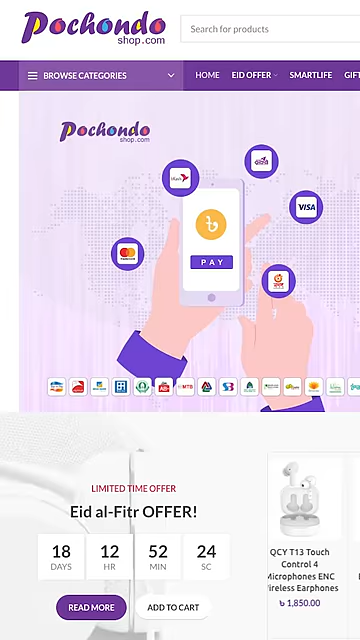 Pochondo
shop.com
Search for products
BROWSE CATEGORIES
HOME
EID OFFER
SMARTLIFE
GIFT
Pochondo
shop.com
VISA
৳
PAY
MTB
LIMITED TIME OFFER
Eid al-Fitr OFFER!
18 12 52 24
DAYS HR MIN SC
READ MORE
ADD TO CART
QCY T13 Touch
Control 4
Microphones ENC
Wireless Earphones
৳ 1,850.00